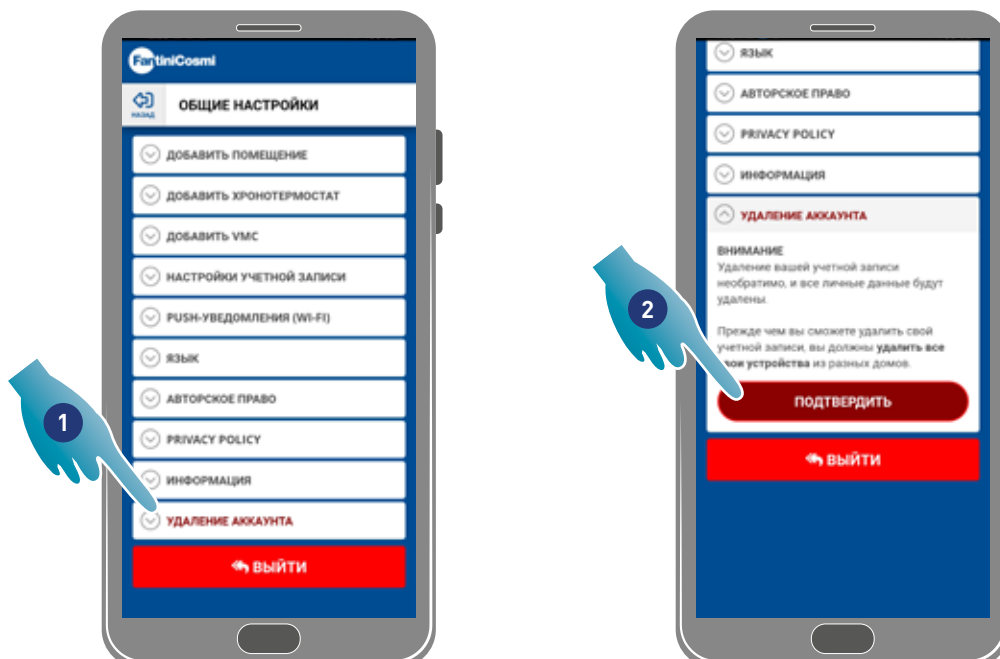 FantiniCosmi
НАЗАД
ОБЩИЕ НАСТРОЙКИ
ДОБАВИТЬ ПОМЕЩЕНИЕ
ДОБАВИТЬ ХРОНОТЕРМОСТАТ
ДОБАВИТЬ VMC
НАСТРОЙКИ УЧЕТНОЙ ЗАПИСИ
PUSH-УВЕДОМЛЕНИЯ (WI-FI)
ЯЗЫК
АВТОРСКОЕ ПРАВО
PRIVACY POLICY
ИНФОРМАЦИЯ
УДАЛЕНИЕ АККАУНТА
ВЫЙТИ
1
ЯЗЫК
АВТОРСКОЕ ПРАВО
PRIVACY POLICY
ИНФОРМАЦИЯ
УДАЛЕНИЕ АККАУНТА
ВНИМАНИЕ
Удаление вашей учетной записи
необратимо, и все личные данные будут
удалены.
Прежде чем вы сможете удалить свой
учетной записи, вы должны удалить все
свои устройства из разных домов.
ПОДТВЕРДИТЬ
ВЫЙТИ
2